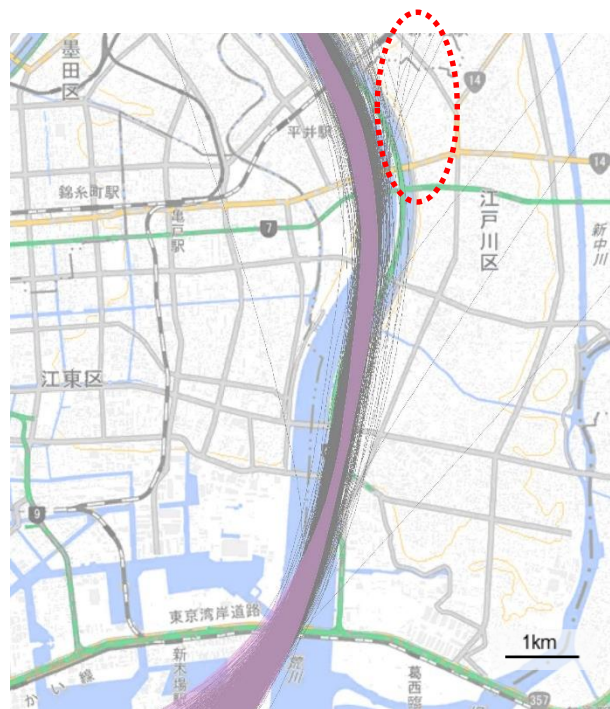 墨田区
14
平井駅
14
錦糸町駅
亀戸駅
7
江戸川区
新中川
江東区
9
東京湾岸道路
1km
新木場駅
荒川
葛西臨
かい線
357